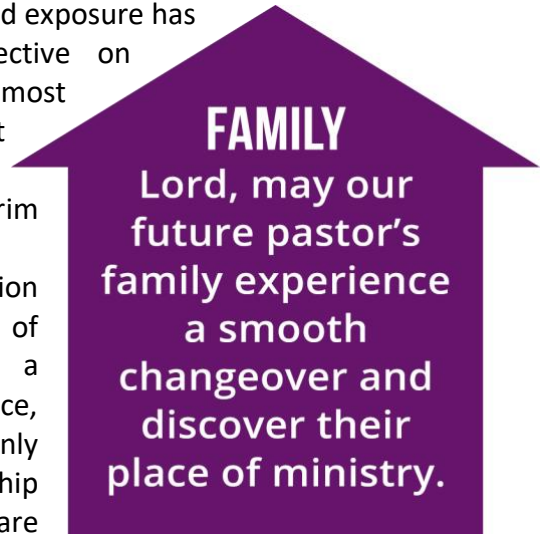 d exposure has
ective on
most
t
rim
ion
of
a
ce,
nly
hip
are
FAMILY
Lord, may our
future pastor's
family experience
a smooth
changeover and
discover their
place of ministry.